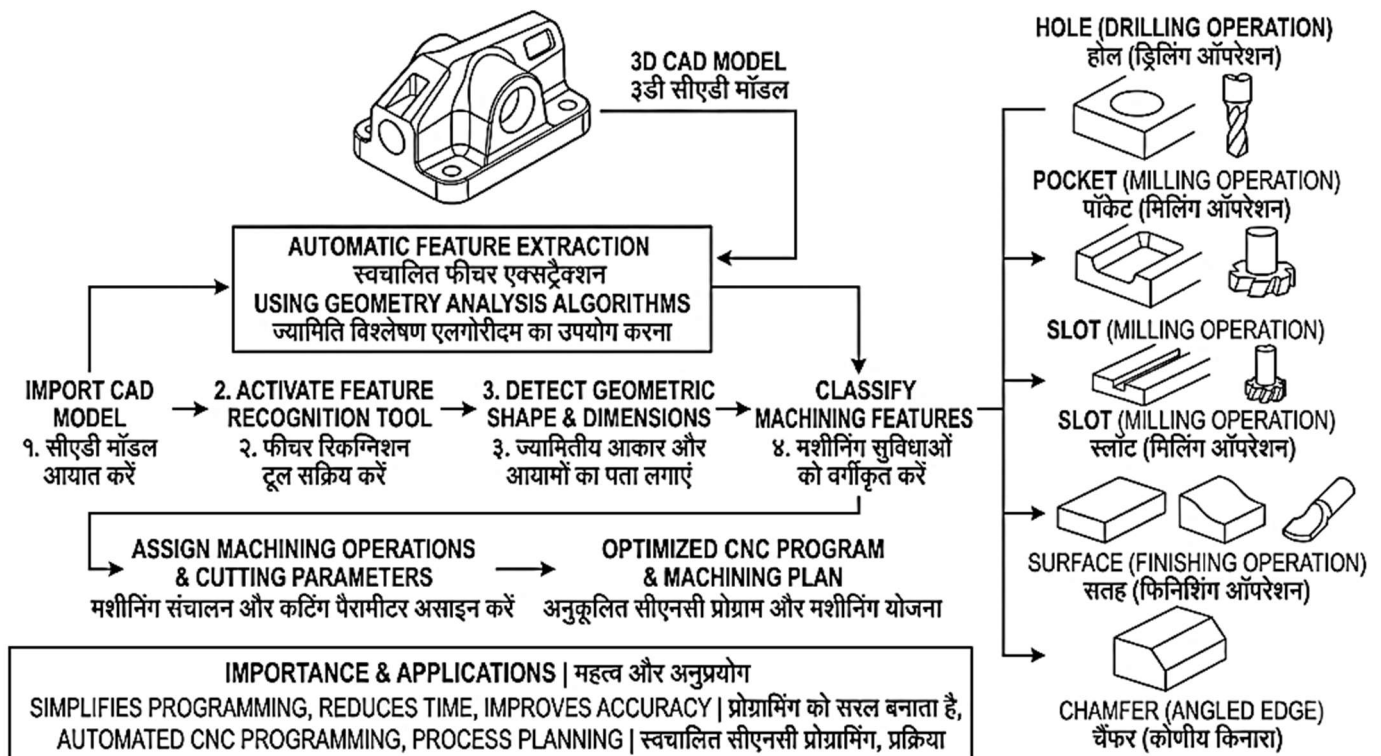 3D CAD MODEL
३डी सीएडी मॉडल
AUTOMATIC FEATURE EXTRACTION
स्वचालित फीचर एक्सट्रैक्शन
USING GEOMETRY ANALYSIS ALGORITHMS
ज्यामिति विश्लेषण एलगोरीदम का उपयोग करना
IMPORT CAD
MODEL
१. सीएडी मॉडल
आयात करें
2. ACTIVATE FEATURE
RECOGNITION TOOL
२. फीचर रिकग्निशन
टूल सक्रिय करें
3. DETECT GEOMETRIC
SHAPE & DIMENSIONS
३. ज्यामितीय आकार और
आयामों का पता लगाएं
CLASSIFY
MACHINING FEATURES
४. मशीनिंग सुविधाओं
को वर्गीकृत करें
ASSIGN MACHINING OPERATIONS
& CUTTING PARAMETERS
मशीनिंग संचालन और कटिंग पैरामीटर असाइन करें
OPTIMIZED CNC PROGRAM
& MACHINING PLAN
अनुकूलित सीएनसी प्रोग्राम और मशीनिंग योजना
HOLE (DRILLING OPERATION)
होल (ड्रिलिंग ऑपरेशन)
POCKET (MILLING OPERATION)
पॉकेट (मिलिंग ऑपरेशन)
SLOT (MILLING OPERATION)
SLOT (MILLING OPERATION)
स्लॉट (मिलिंग ऑपरेशन)
SURFACE (FINISHING OPERATION)
सतह (फिनिशिंग ऑपरेशन)
CHAMFER (ANGLED EDGE)
चैंफर (कोणीय किनारा)
IMPORTANCE & APPLICATIONS | महत्व और अनुप्रयोग
SIMPLIFIES PROGRAMMING, REDUCES TIME, IMPROVES ACCURACY | प्रोग्रामिंग को सरल बनाता है,
AUTOMATED CNC PROGRAMMING, PROCESS PLANNING | स्वचालित सीएनसी प्रोग्रामिंग, प्रक्रिया